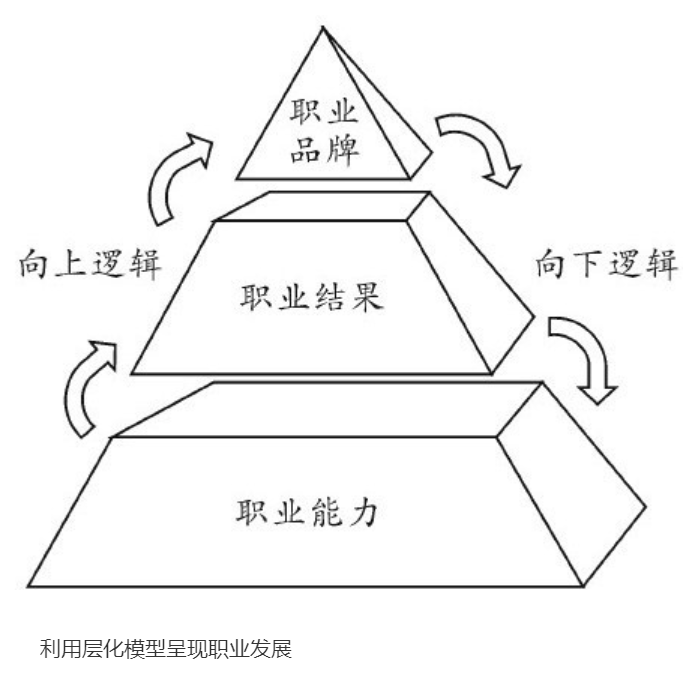 职业
品牌
向上逻辑
向下逻辑
职业结果
职业能力
利用层化模型呈现职业发展